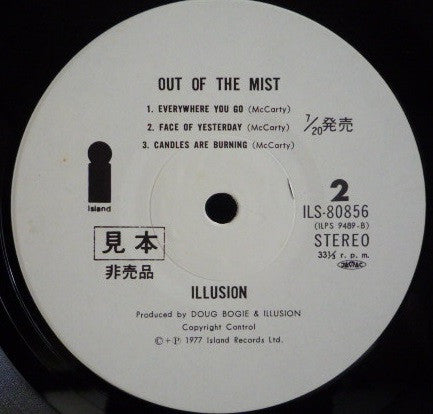 OUT OF THE MIST
1. EVERYWHERE YOU GO (McCarty)
2. FACE OF YESTERDAY (McCarty)
3. CANDLES ARE BURNING (McCarty)
7/20発売
island
2
ILS-80856
(ILPS 9489-B)
STEREO
33⅓ r. p. m.
JASRAC
見本
非売品
ILLUSION
Produced by DOUG BOGIE & ILLUSION
Copyright Control
©+℗ 1977 Island Records Ltd.